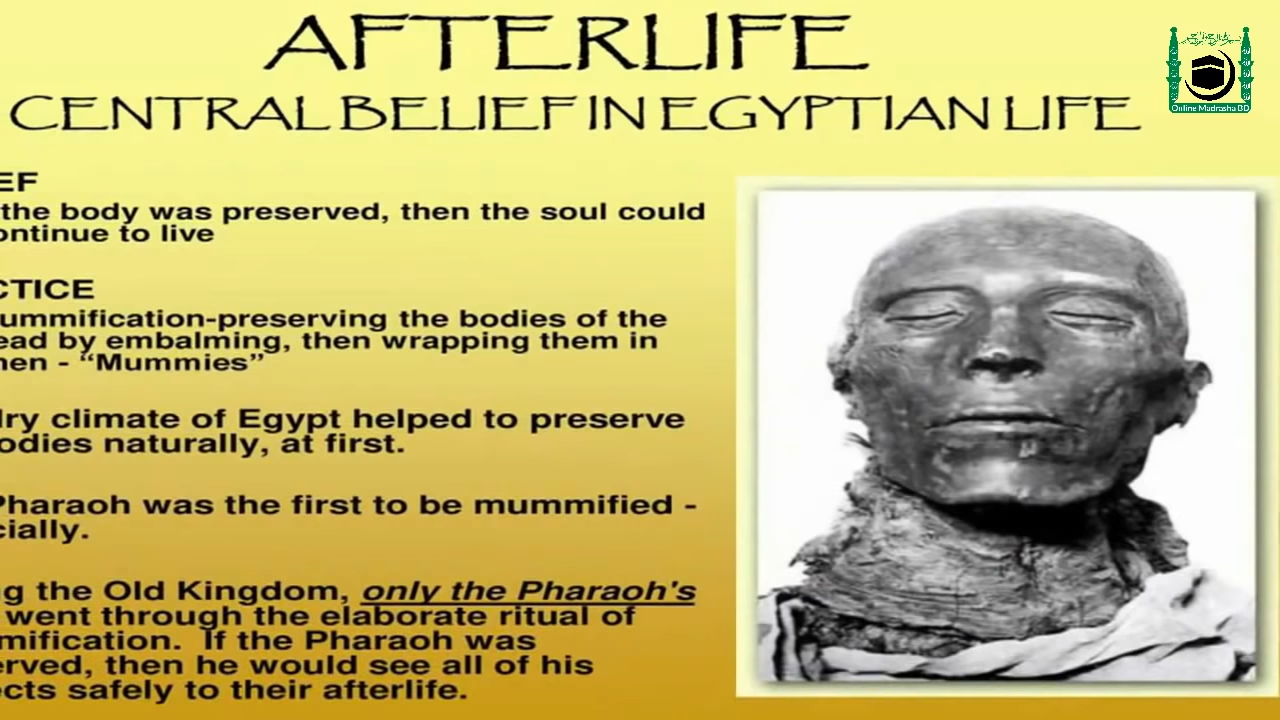 AFTERLIFE
CENTRAL BELIEF IN EGYPTIAN LIFE
Online Madrasha BD
EF
the body was preserved, then the soul could
ontinue to live
CTICE
ummification-preserving the bodies of the
ead by embalming, then wrapping them in
nen - “Mummies”
dry climate of Egypt helped to preserve
odies naturally, at first.
Pharaoh was the first to be mummified -
cially.
ng the Old Kingdom, only the Pharaoh's
went through the elaborate ritual of
mification. If the Pharaoh was
erved, then he would see all of his
ects safely to their afterlife.